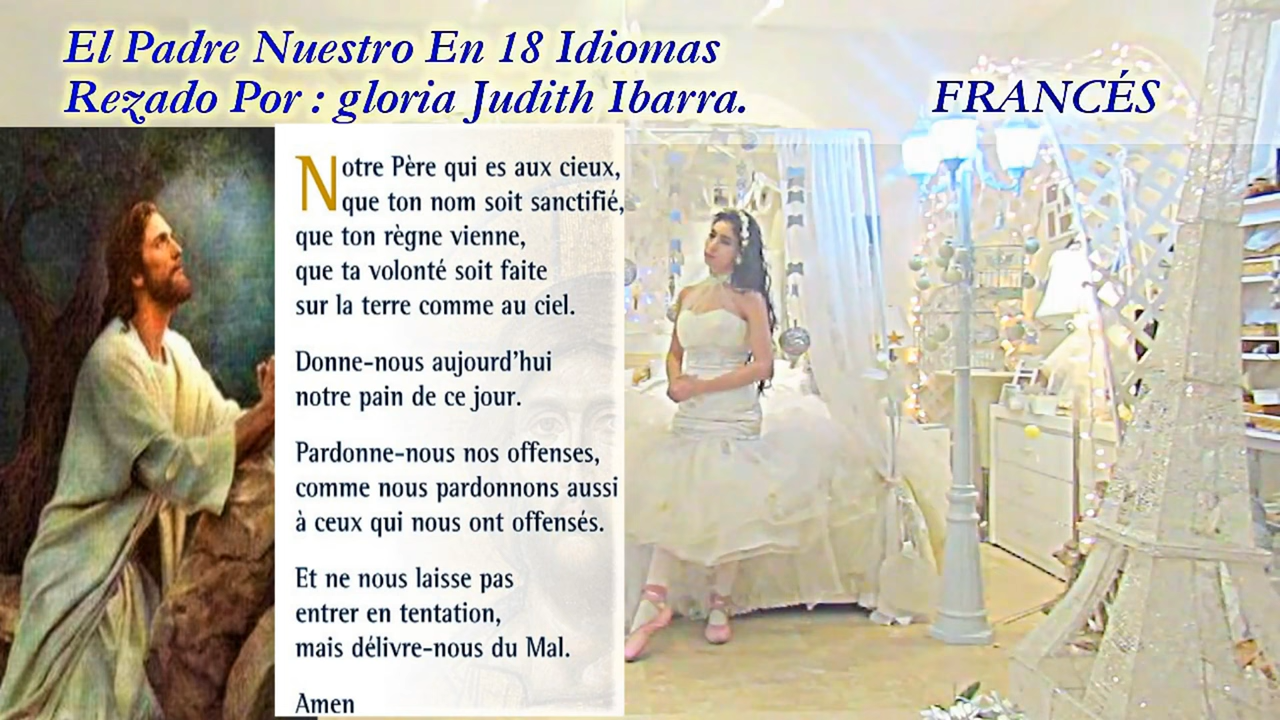 El Padre Nuestro En 18 Idiomas
Rezado Por : gloria Judith Ibarra.
FRANCÉS
Notre Père qui es aux cieux,
que ton nom soit sanctifié,
que ton règne vienne,
que ta volonté soit faite
sur la terre comme au ciel.
Donne-nous aujourd'hui
notre pain de ce jour.
Pardonne-nous nos offenses,
comme nous pardonnons aussi
à ceux qui nous ont offensés.
Et ne nous laisse pas
entrer en tentation,
mais délivre-nous du Mal.
Amen